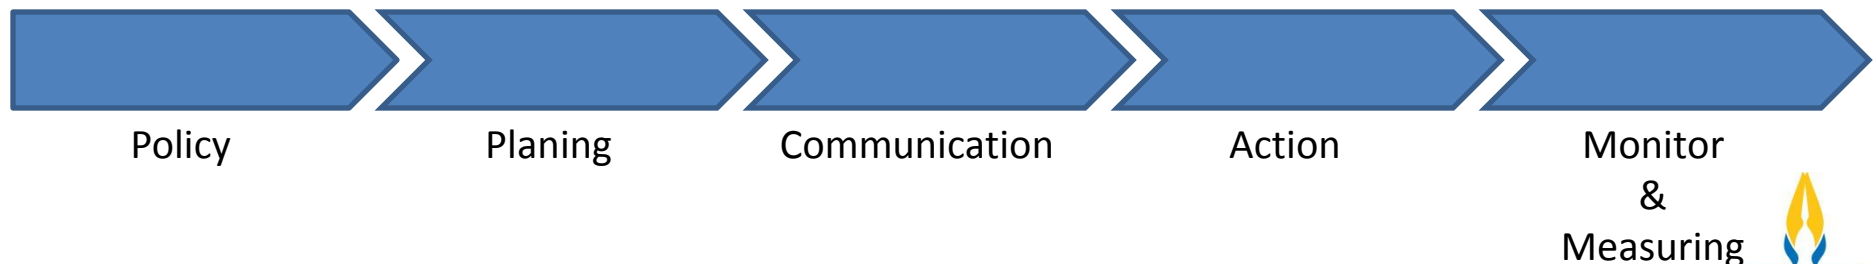 Policy
Planing
Communication
Action
Monitor
&
Measuring